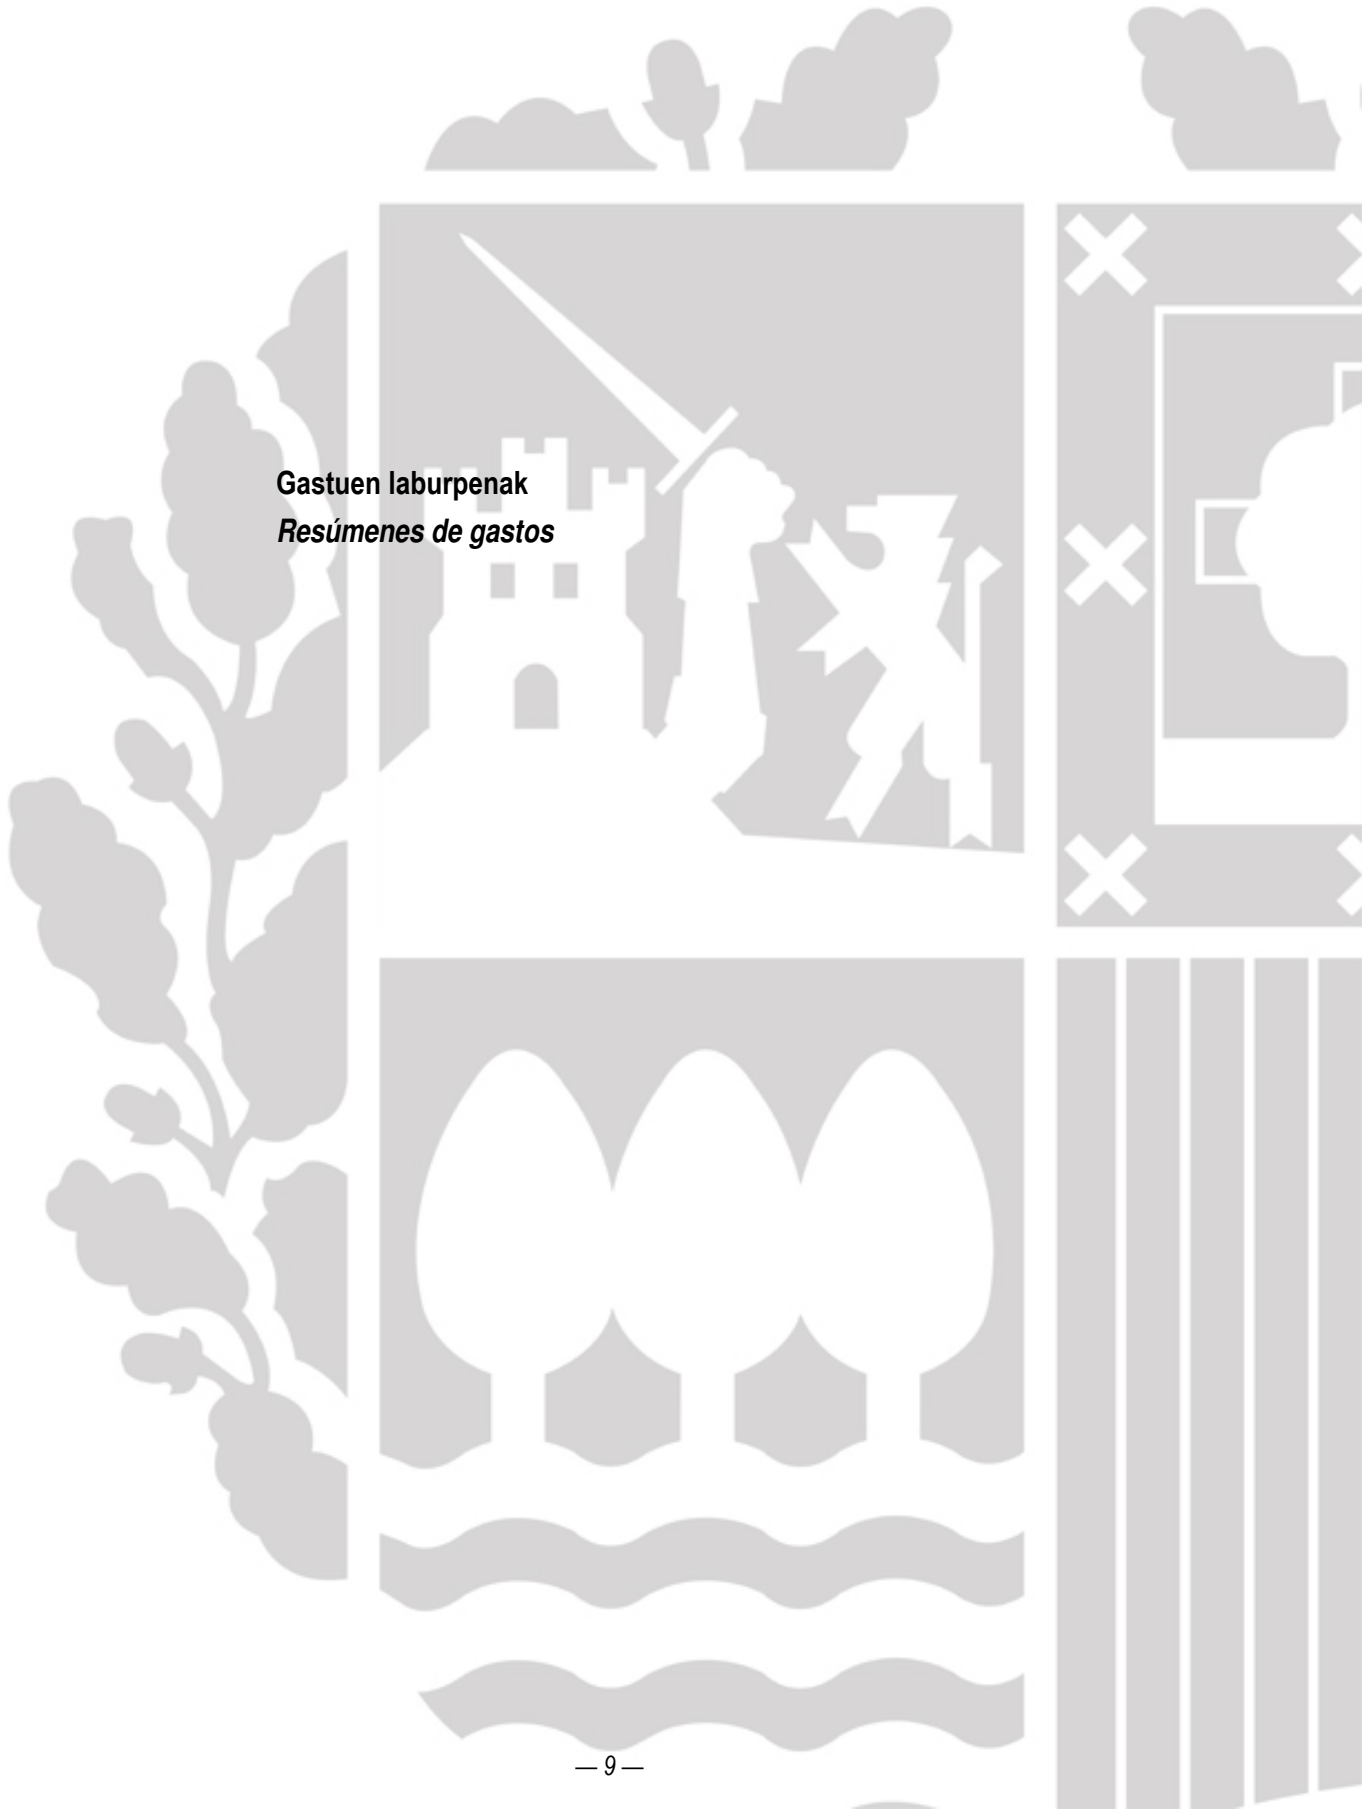 Gastuen laburpenak
Resúmenes de gastos
— 9 —